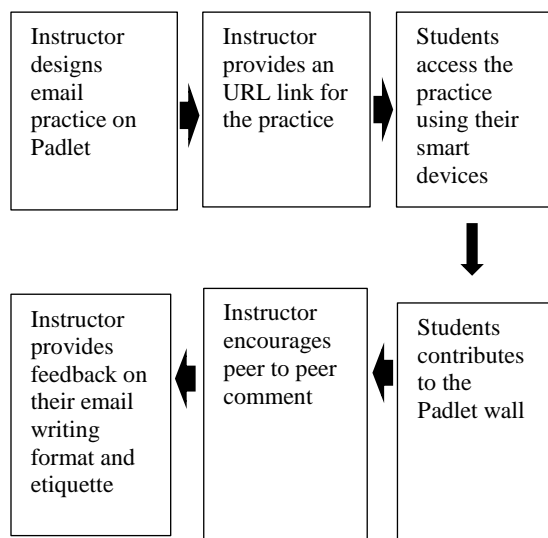 Instructor
designs
email
practice on
Padlet
Instructor
provides an
URL link for
the practice
Students
access the
practice
using their
smart
devices
Students
contributes
to the
Padlet wall
Instructor
encourages
peer to peer
comment
Instructor
provides
feedback on
their email
writing
format and
etiquette